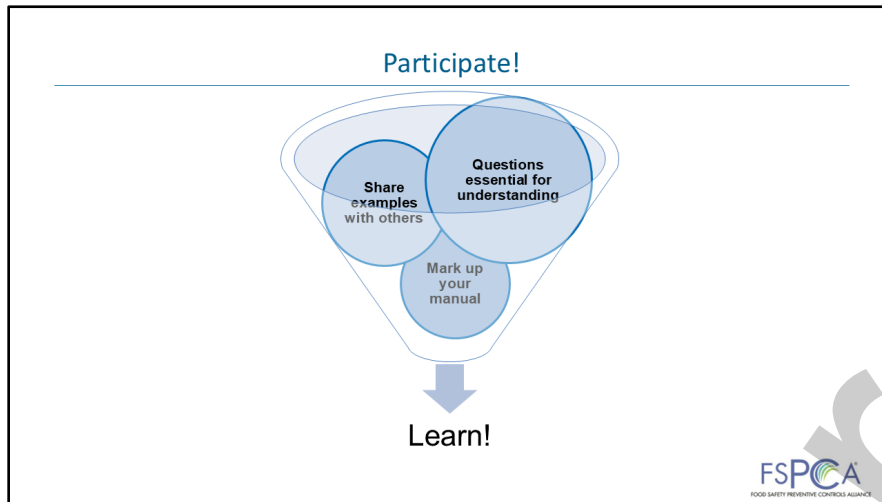 Participate!
Questions
essential for
understanding
Share
examples
with others
Mark up
your
manual
Learn!
FSPCA
FOOD SAFETY PREVENTIVE CONTROLS ALLIANCE